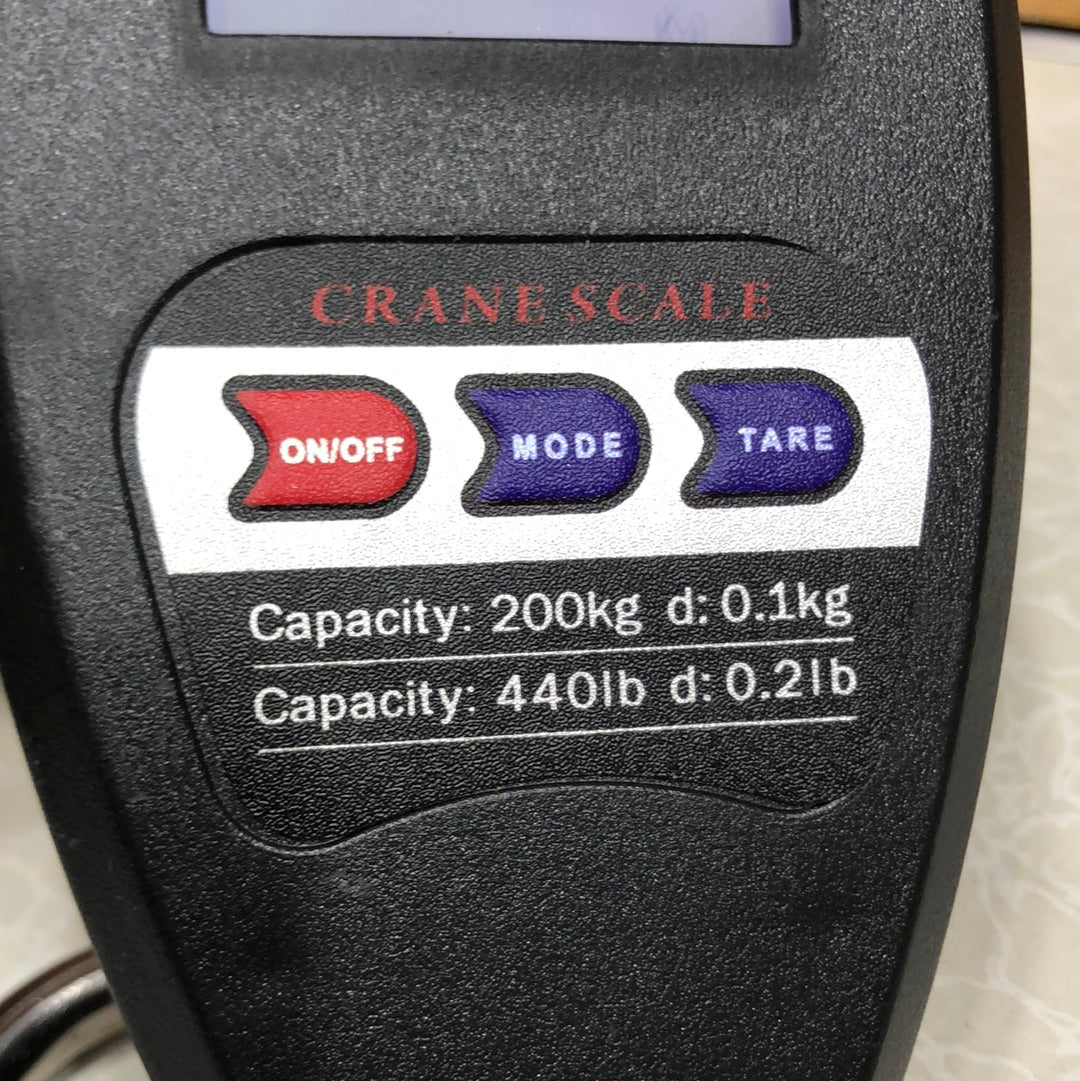 CRANE SCALE
ON/OFF MODE TARE
Capacity: 200kg d: 0.1kg
Capacity: 440lb d: 0.2lb